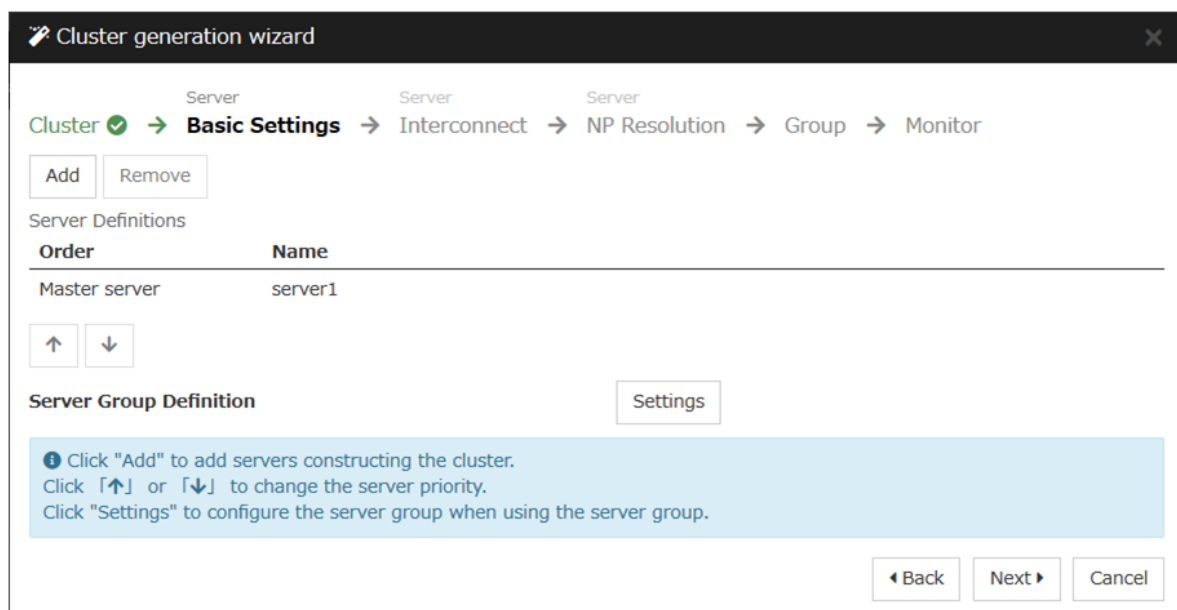 Cluster generation wizard
Server Server Server
Cluster → Basic Settings → Interconnect → NP Resolution → Group → Monitor
Add Remove
Server Definitions
Order Name
Master server server1
↑ ↓
Server Group Definition Settings
Click "Add" to add servers constructing the cluster.
Click 「↑」 or 「↓」 to change the server priority.
Click "Settings" to configure the server group when using the server group.
Back Next Cancel